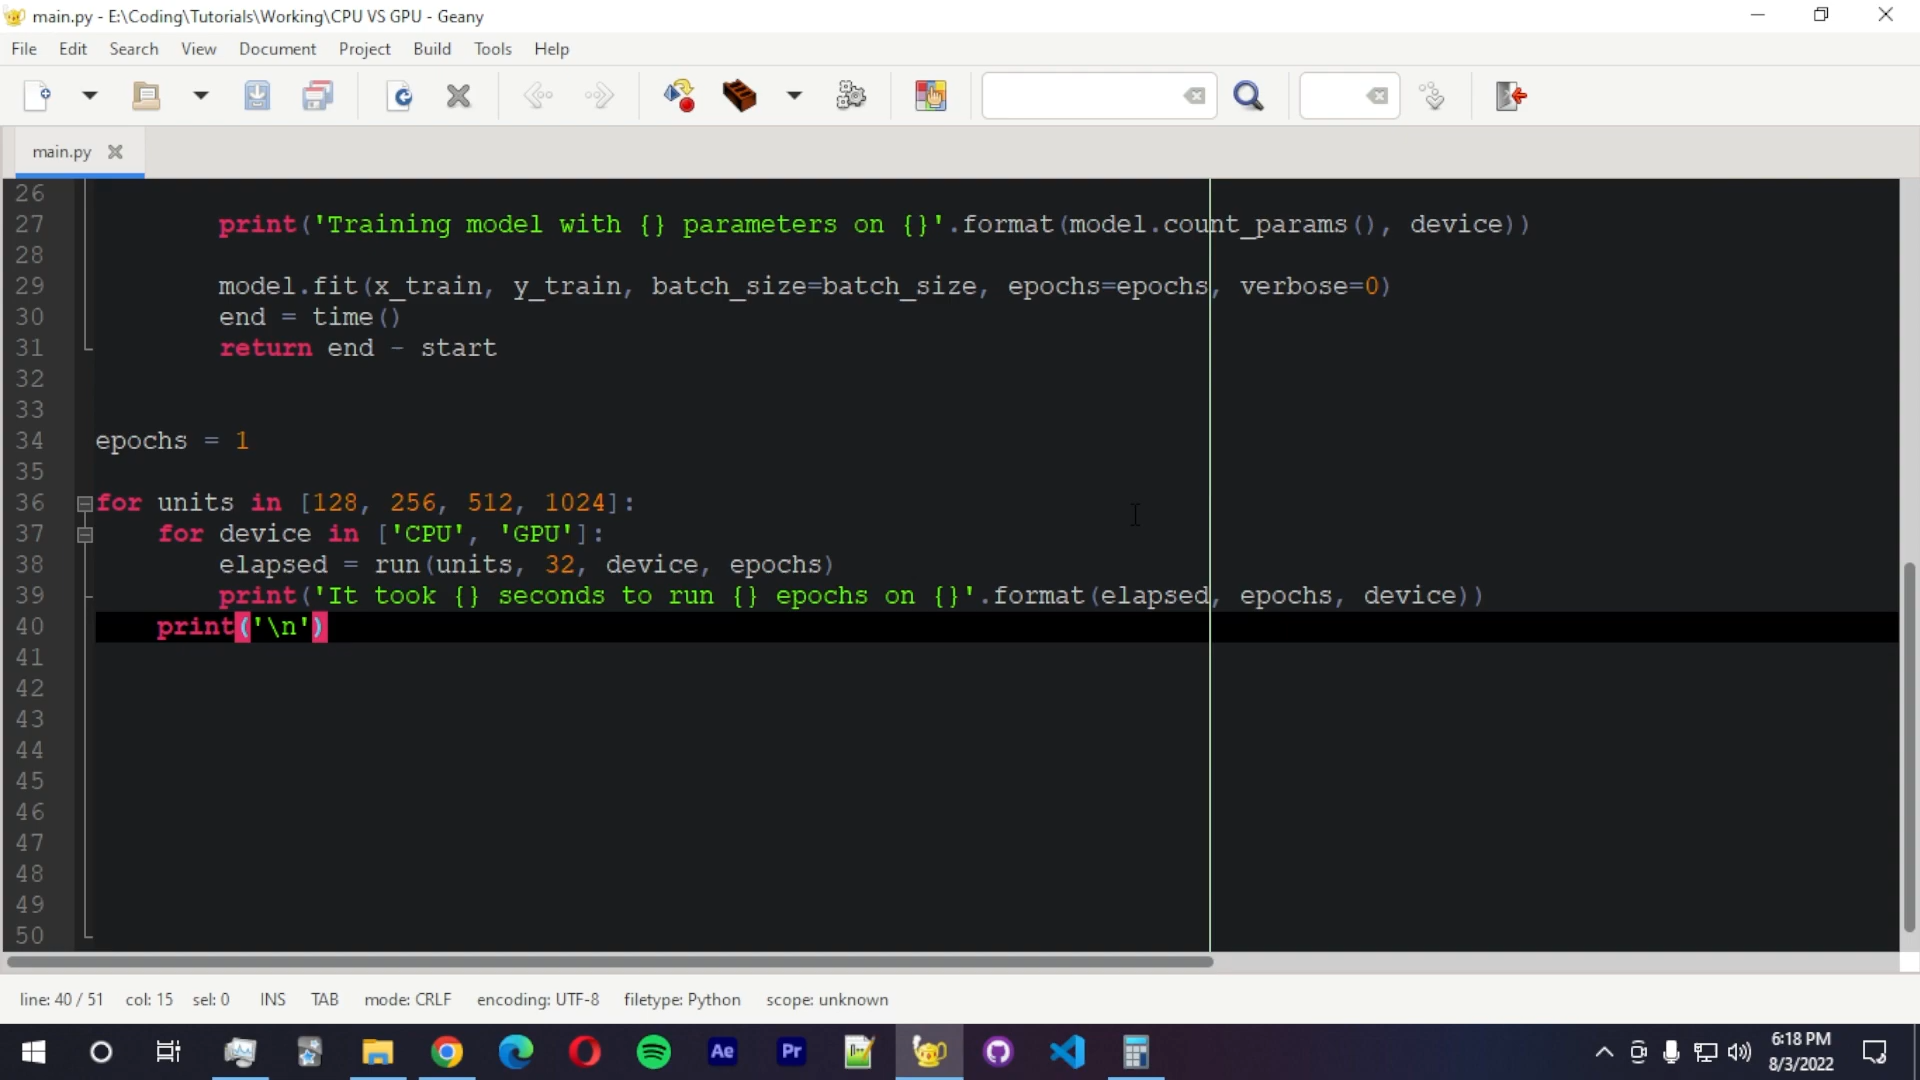 main.py - E:\Coding\Tutorials\Working\CPU VS GPU - Geany
File Edit Search View Document Project Build Tools Help
main.py
26
27 print('Training model with {} parameters on {}'.format(model.count_params(), device))
28
29 model.fit(x_train, y_train, batch_size=batch_size, epochs=epochs, verbose=0)
30 end = time()
31 return end - start
32
33
34 epochs = 1
35
36 for units in [128, 256, 512, 1024]:
37 for device in ['CPU', 'GPU']:
38 elapsed = run(units, 32, device, epochs)
39 print('It took {} seconds to run {} epochs on {}'.format(elapsed, epochs, device))
40 print('\n')
41
42
43
44
45
46
47
48
49
50
line: 40 / 51 col: 15 sel: 0 INS TAB mode: CRLF encoding: UTF-8 filetype: Python scope: unknown
Ae Pr 6:18 PM
8/3/2022